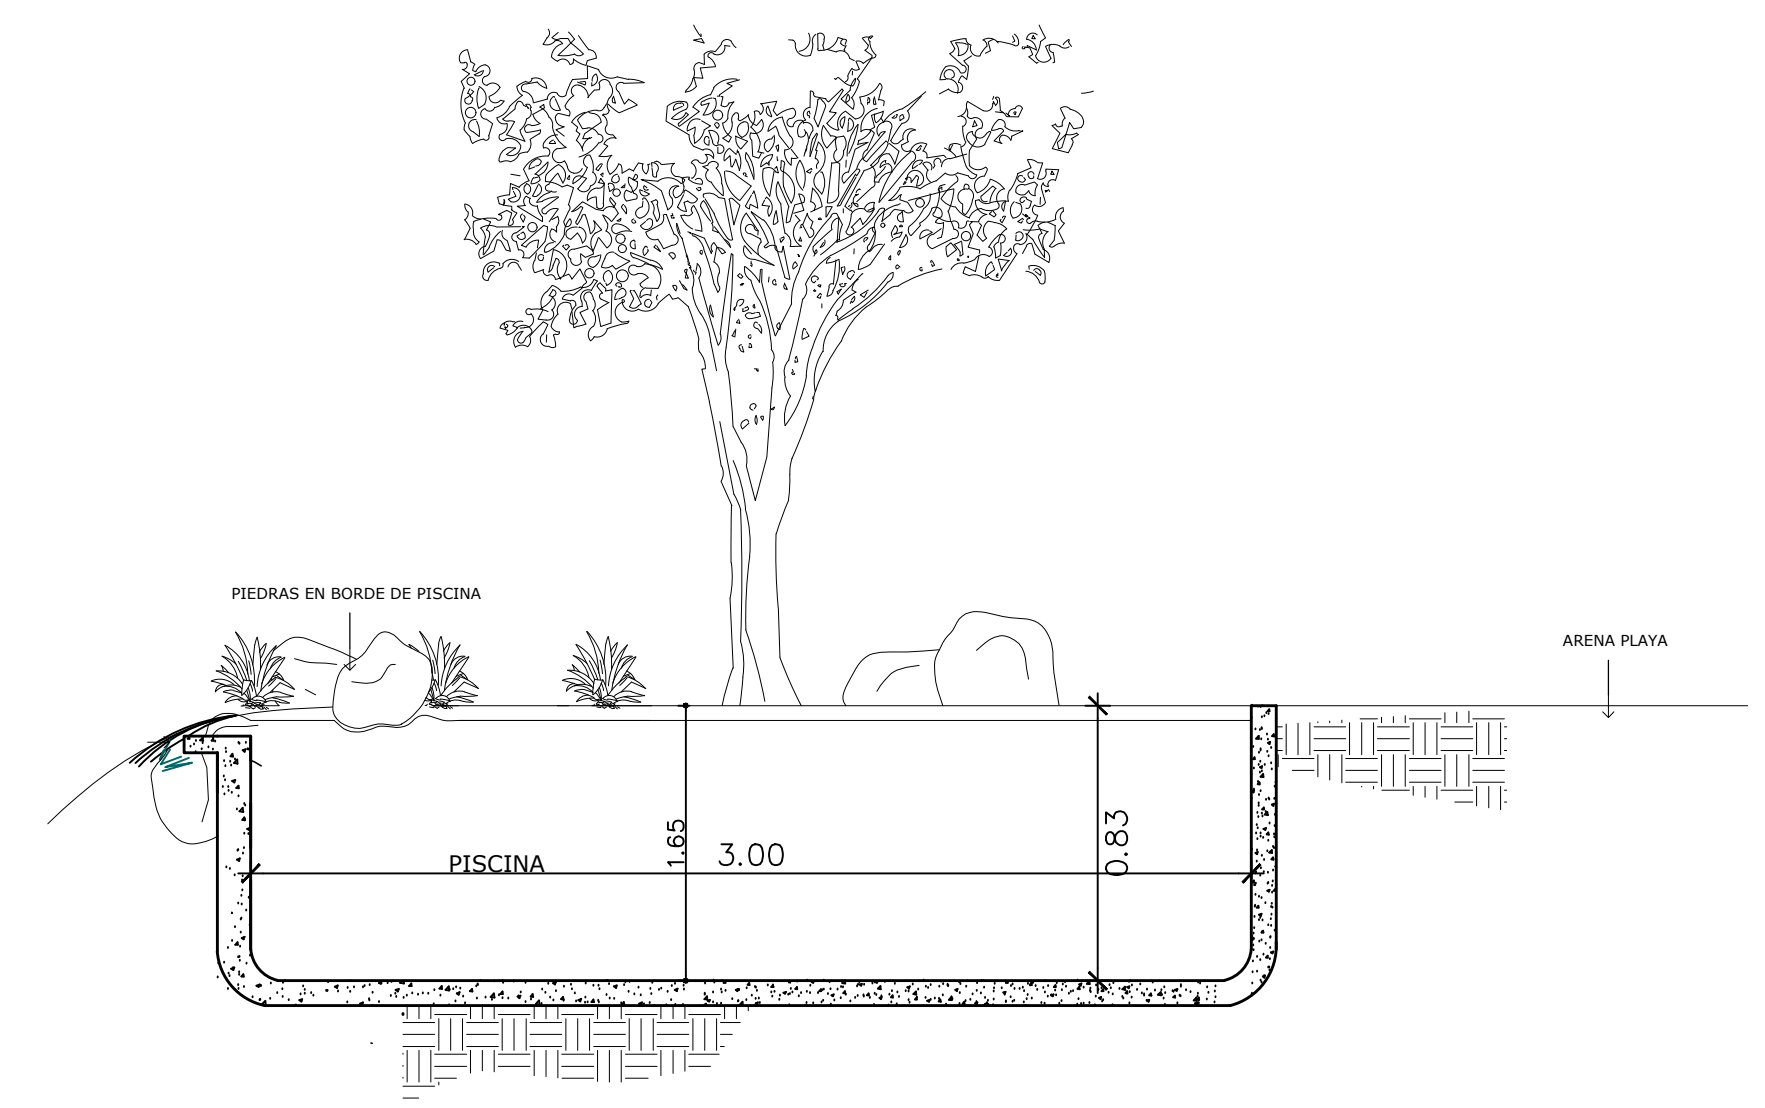 PIEDRAS EN BORDE DE PISCINA
ARENA PLAYA
1.65
0.83
3.00
PISCINA